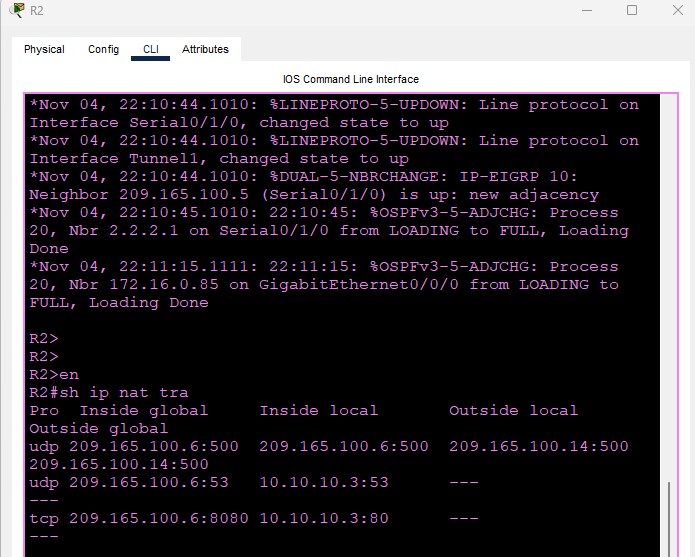 R2
Physical Config CLI Attributes
IOS Command Line Interface
*Nov 04, 22:10:44.1010: %LINEPROTO-5-UPDOWN: Line protocol on
Interface Serial0/1/0, changed state to up
*Nov 04, 22:10:44.1010: %LINEPROTO-5-UPDOWN: Line protocol on
Interface Tunnel1, changed state to up
*Nov 04, 22:10:44.1010: %DUAL-5-NBRCHANGE: IP-EIGRP 10:
Neighbor 209.165.100.5 (Serial0/1/0) is up: new adjacency
*Nov 04, 22:10:45.1010: 22:10:45: %OSPFv3-5-ADJCHG: Process
20, Nbr 2.2.2.1 on Serial0/1/0 from LOADING to FULL, Loading
Done
*Nov 04, 22:11:15.1111: 22:11:15: %OSPFv3-5-ADJCHG: Process
20, Nbr 172.16.0.85 on GigabitEthernet0/0/0 from LOADING to
FULL, Loading Done
R2>
R2>
R2>en
R2#sh ip nat tra
Pro  Inside global     Inside local       Outside local
Outside global
udp 209.165.100.6:500  209.165.100.6:500  209.165.100.14:500
209.165.100.14:500
udp 209.165.100.6:53   10.10.10.3:53      ---
---
tcp 209.165.100.6:8080 10.10.10.3:80      ---
---